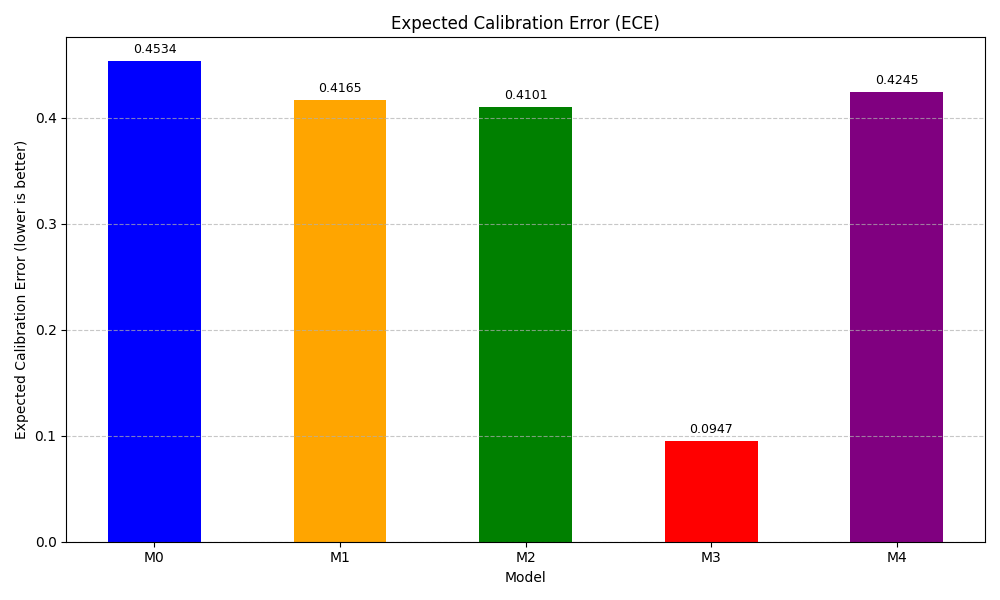 Expected Calibration Error (ECE)
Expected Calibration Error (lower is better)
0.4
0.3
0.2
0.1
0.0
0.4534
0.4165
0.4101
0.0947
0.4245
M0
M1
M2
M3
M4
Model